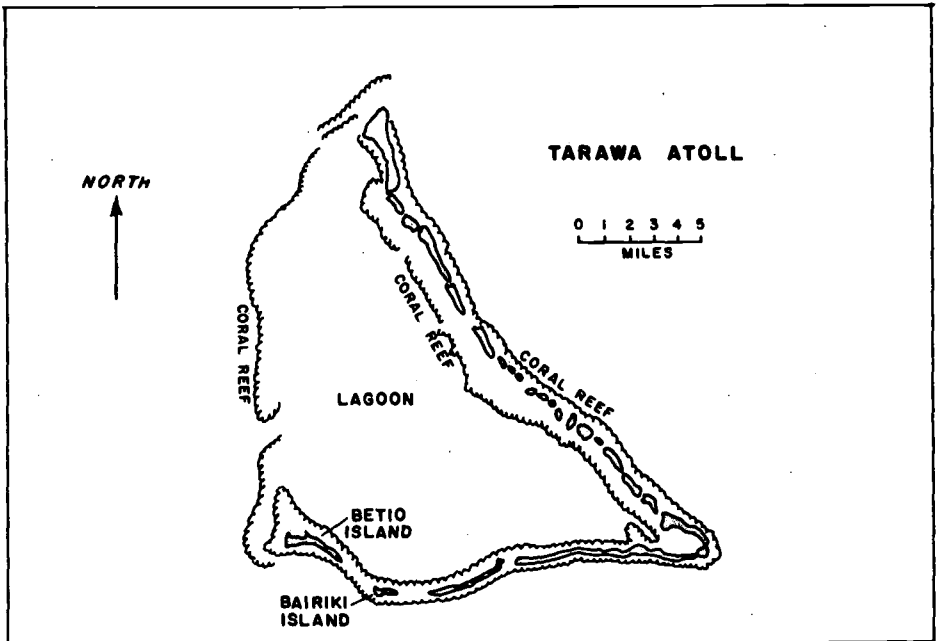 TARAWA ATOLL
NORTH
0 1 2 3 4 5
MILES
CORAL REEF
CORAL REEF
CORAL REEF
LAGOON
BETIO
ISLAND
BAIRIKI
ISLAND